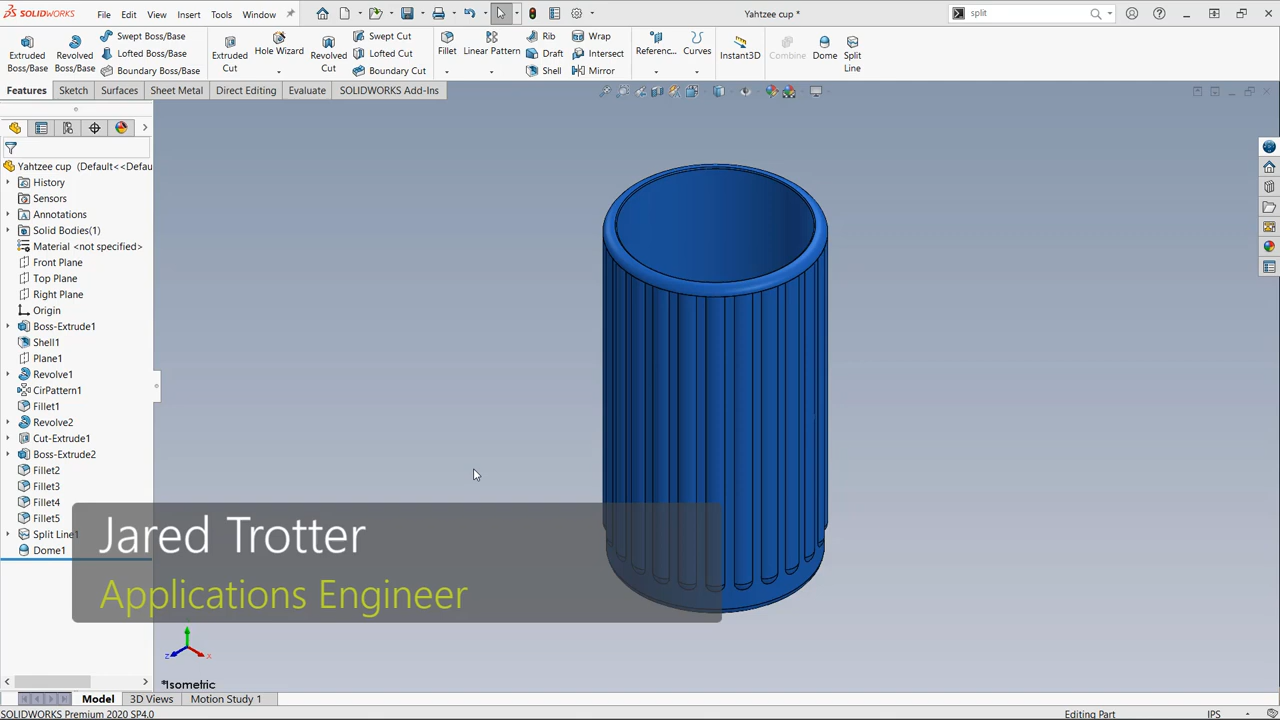 SOLIDWORKS File Edit View Insert Tools Window Yahtzee cup * split
Extruded Boss/Base
Revolved Boss/Base
Swept Boss/Base
Lofted Boss/Base
Boundary Boss/Base
Extruded Cut
Hole Wizard
Revolved Cut
Swept Cut
Lofted Cut
Boundary Cut
Fillet
Linear Pattern
Rib
Draft
Shell
Wrap
Intersect
Mirror
Referenc...
Curves
Instant3D
Combine
Dome
Split Line
Features Sketch Surfaces Sheet Metal Direct Editing Evaluate SOLIDWORKS Add-Ins
Yahtzee cup (Default<<Defau
History
Sensors
Annotations
Solid Bodies(1)
Material <not specified>
Front Plane
Top Plane
Right Plane
Origin
Boss-Extrude1
Shell1
Plane1
Revolve1
CirPattern1
Fillet1
Revolve2
Cut-Extrude1
Boss-Extrude2
Fillet2
Fillet3
Fillet4
Fillet5
Split Line1
Dome1
Jared Trotter
Applications Engineer
z x
*Isometric
Model 3D Views Motion Study 1
SOLIDWORKS Premium 2020 SP4.0 Editing Part IPS